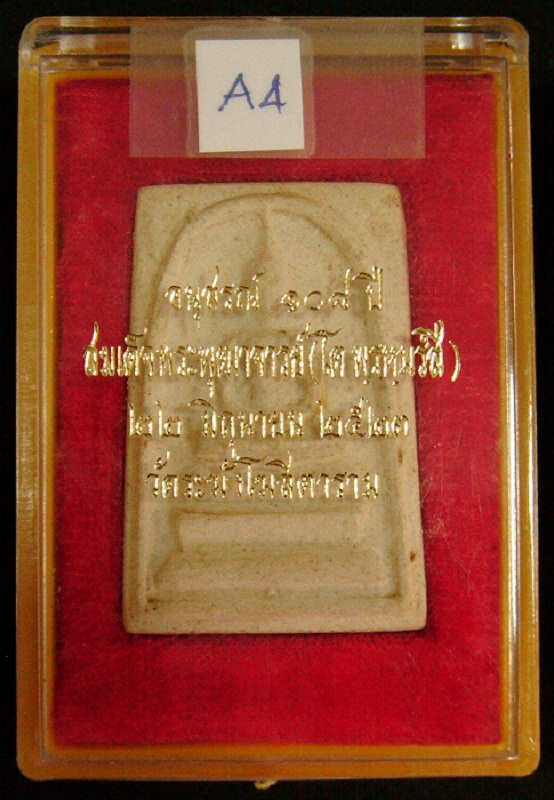 A4
อนุสรณ์ ๑๐๘ ปี
สมเด็จพระพุฒาจารย์(โต พฺรหฺมรังสี)
๒๒ มิถุนายน ๒๕๒๓
วัดระฆังโฆสิตาราม